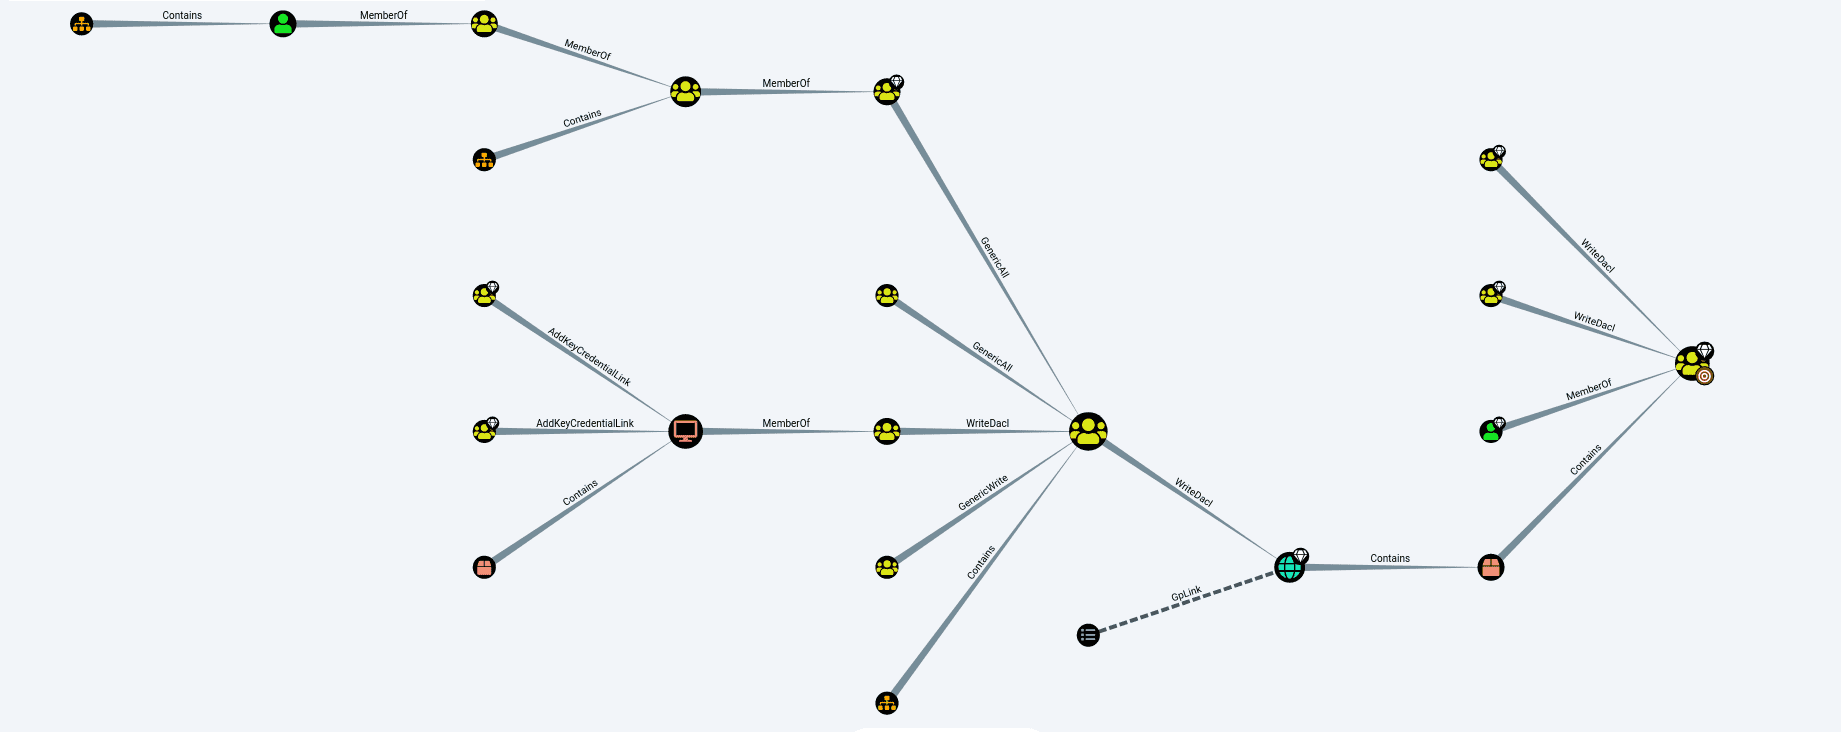 Contains
MemberOf
MemberOf
MemberOf
Contains
GenericAll
WriteDacl
WriteDacl
AddKeyCredentialLink
GenericAll
MemberOf
AddKeyCredentialLink
MemberOf
WriteDacl
Contains
Contains
GenericWrite
WriteDacl
Contains
Contains
GpLink